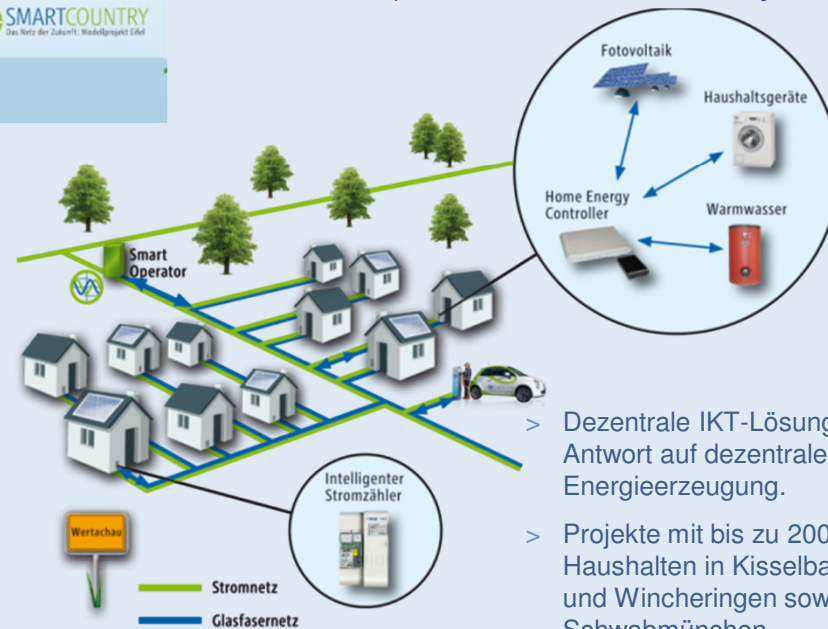 SMARTCOUNTRY
Das Netz der Zukunft: Modellprojekt Eifel
Fotovoltaik
Haushaltsgeräte
Home Energy
Controller
Warmwasser
Smart
Operator
> Dezentrale IKT-Lösung
Antwort auf dezentrale
Energieerzeugung.
> Projekte mit bis zu 200
Haushalten in Kisselba
und Wincheringen sow
Intelligenter
Stromzähler
Wertachau
Stromnetz
Glasfasernetz